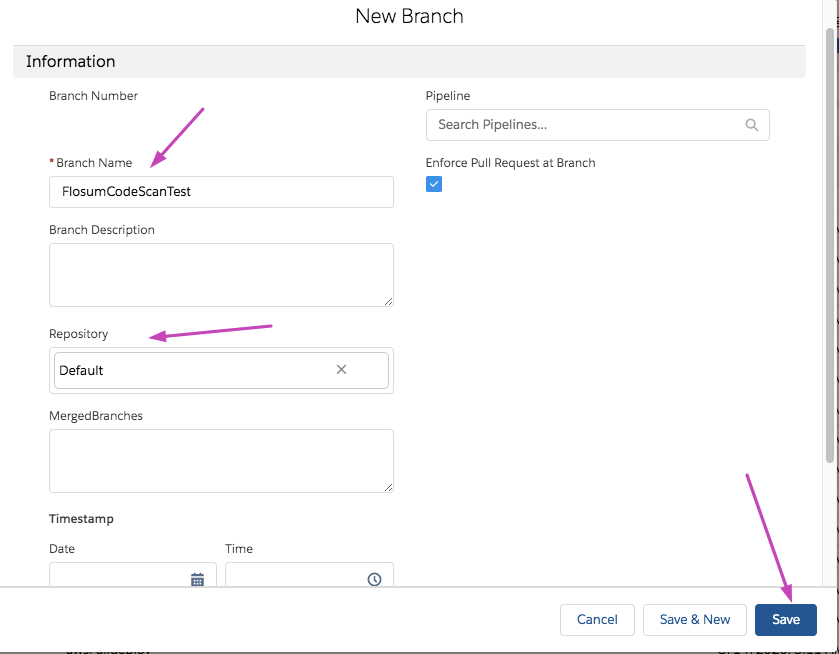 New Branch
Information
Branch Number
Pipeline
Search Pipelines...
* Branch Name
Enforce Pull Request at Branch
FlosumCodeScanTest
Branch Description
Repository
Default
MergedBranches
Timestamp
Date
Time
Cancel
Save & New
Save